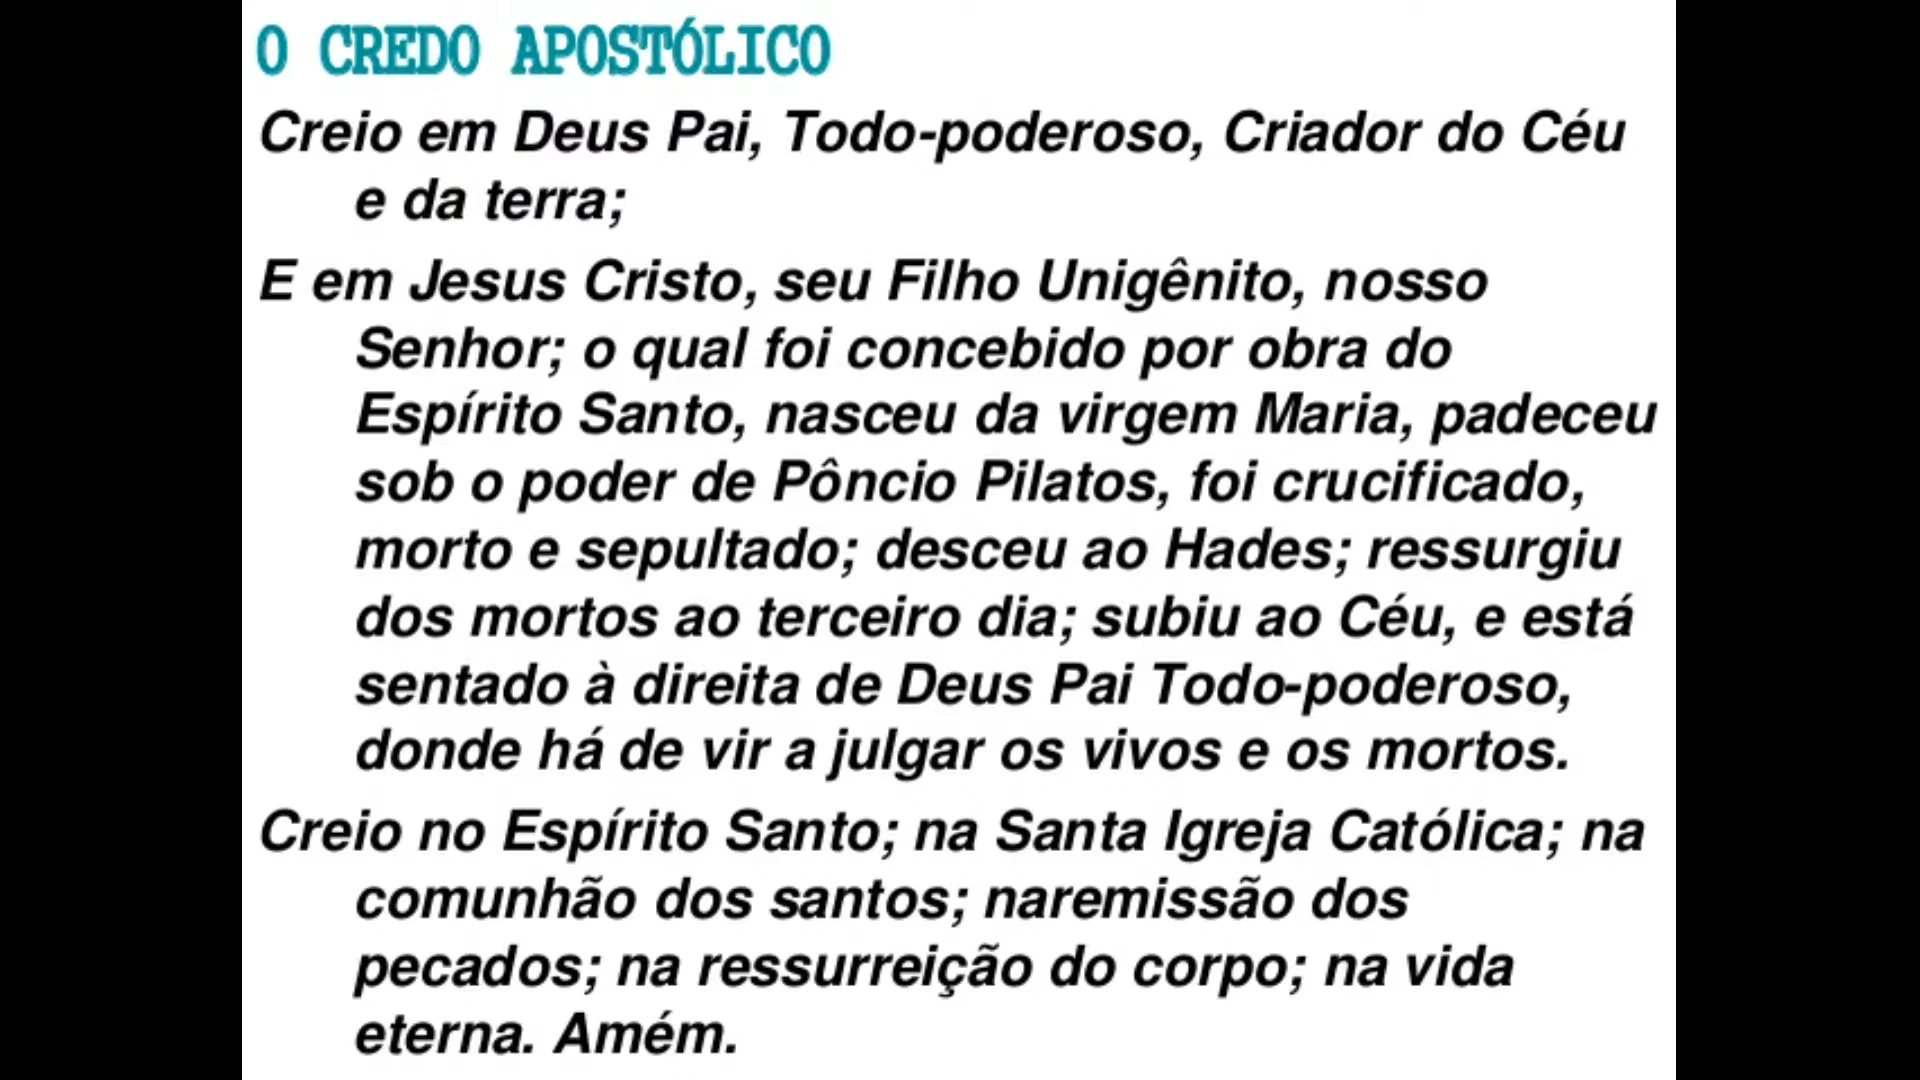 O CREDO APOSTÓLICO
Creio em Deus Pai, Todo-poderoso, Criador do Céu
e da terra;
E em Jesus Cristo, seu Filho Unigênito, nosso
Senhor; o qual foi concebido por obra do
Espírito Santo, nasceu da virgem Maria, padeceu
sob o poder de Pôncio Pilatos, foi crucificado,
morto e sepultado; desceu ao Hades; ressurgiu
dos mortos ao terceiro dia; subiu ao Céu, e está
sentado à direita de Deus Pai Todo-poderoso,
donde há de vir a julgar os vivos e os mortos.
Creio no Espírito Santo; na Santa Igreja Católica; na
comunhão dos santos; naremissão dos
pecados; na ressurreição do corpo; na vida
eterna. Amém.